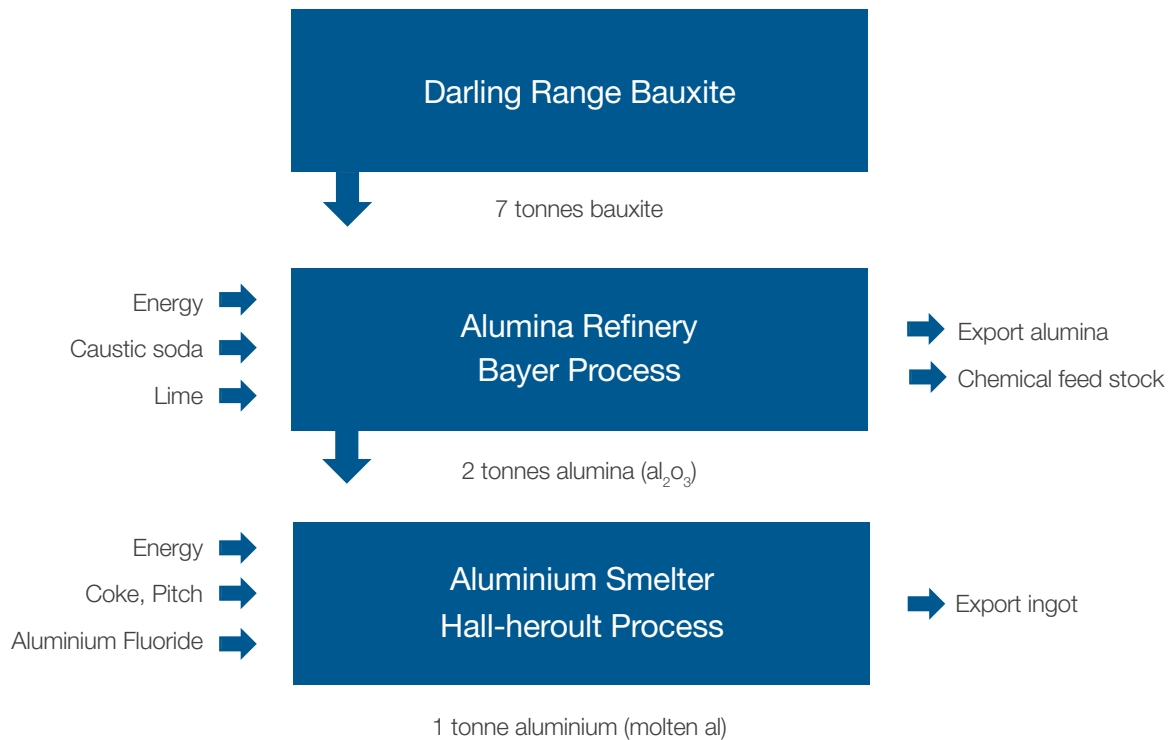 Darling Range Bauxite
7 tonnes bauxite
Energy
Caustic soda
Lime
Alumina Refinery
Bayer Process
Export alumina
Chemical feed stock
2 tonnes alumina (al₂o₃)
Energy
Coke, Pitch
Aluminium Fluoride
Aluminium Smelter
Hall-heroult Process
Export ingot
1 tonne aluminium (molten al)